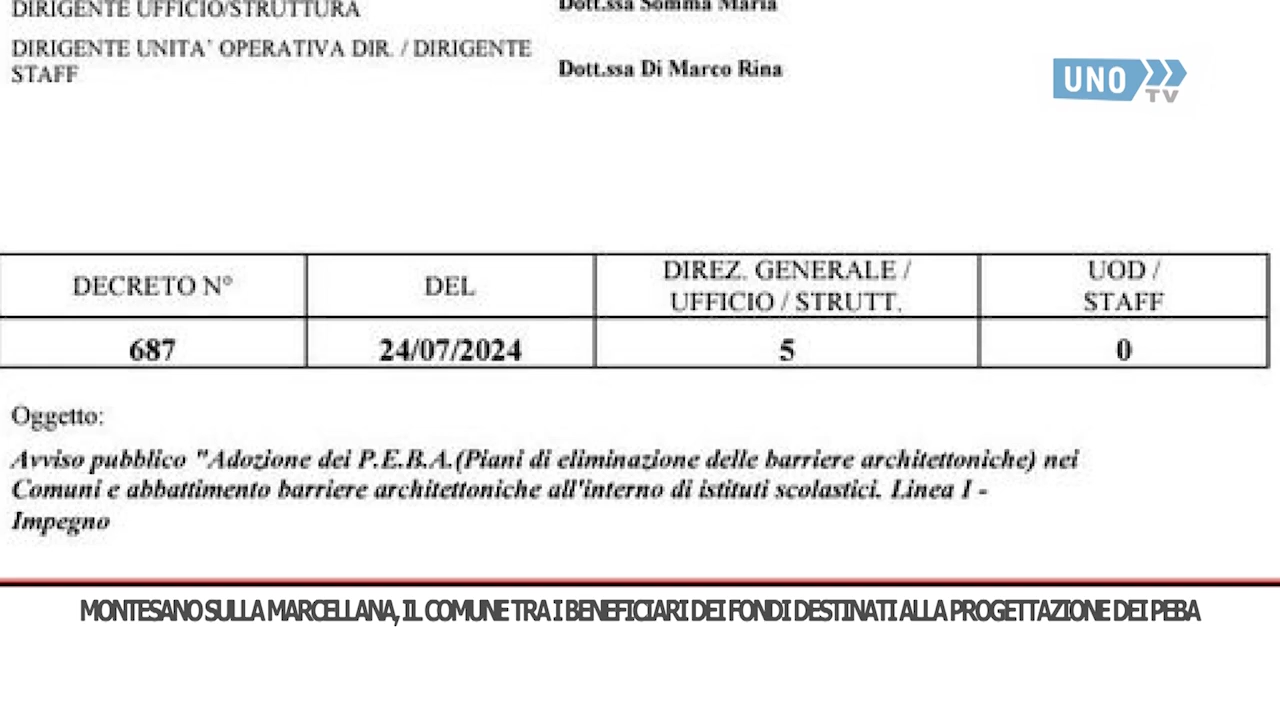 DIRIGENTE UFFICIO/STRUTTURA Dott.ssa Somma Maria
DIRIGENTE UNITA' OPERATIVA DIR. / DIRIGENTE
STAFF Dott.ssa Di Marco Rina
UNO TV
DECRETO N° DEL DIREZ. GENERALE / UFFICIO / STRUTT. UOD / STAFF
687 24/07/2024 5 0
Oggetto:
Avviso pubblico "Adozione dei P.E.B.A.(Piani di eliminazione delle barriere architettoniche) nei
Comuni e abbattimento barriere architettoniche all'interno di istituti scolastici. Linea I -
Impegno
MONTESANO SULLA MARCELLANA, IL COMUNE TRA I BENEFICIARI DEI FONDI DESTINATI ALLA PROGETTAZIONE DEI PEBA